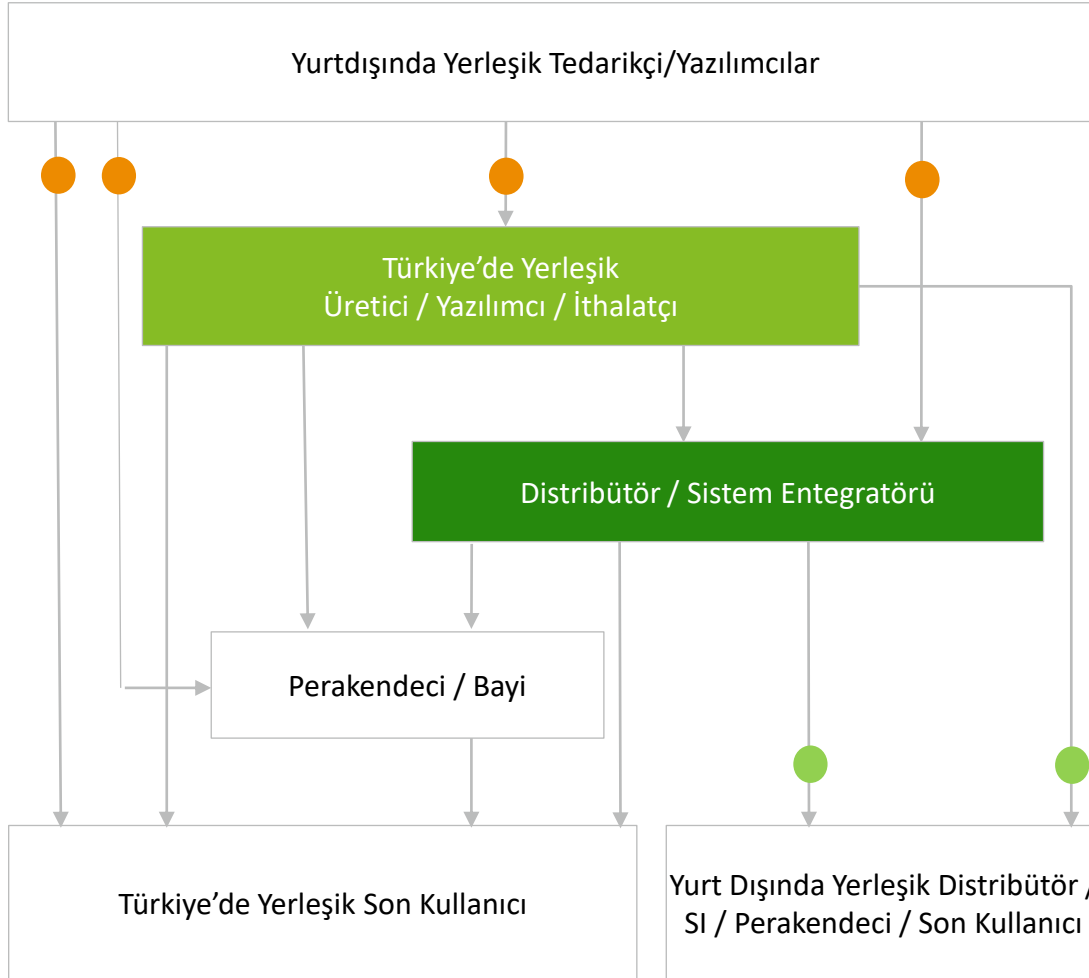 Yurtdışında Yerleşik Tedarikçi/Yazılımcılar
Türkiye’de Yerleşik
Üretici / Yazılımcı / İthalatçı
Distribütör / Sistem Entegratörü
Perakendeci / Bayi
Türkiye’de Yerleşik Son Kullanıcı
Yurt Dışında Yerleşik Distribütör /
SI / Perakendeci / Son Kullanıcı